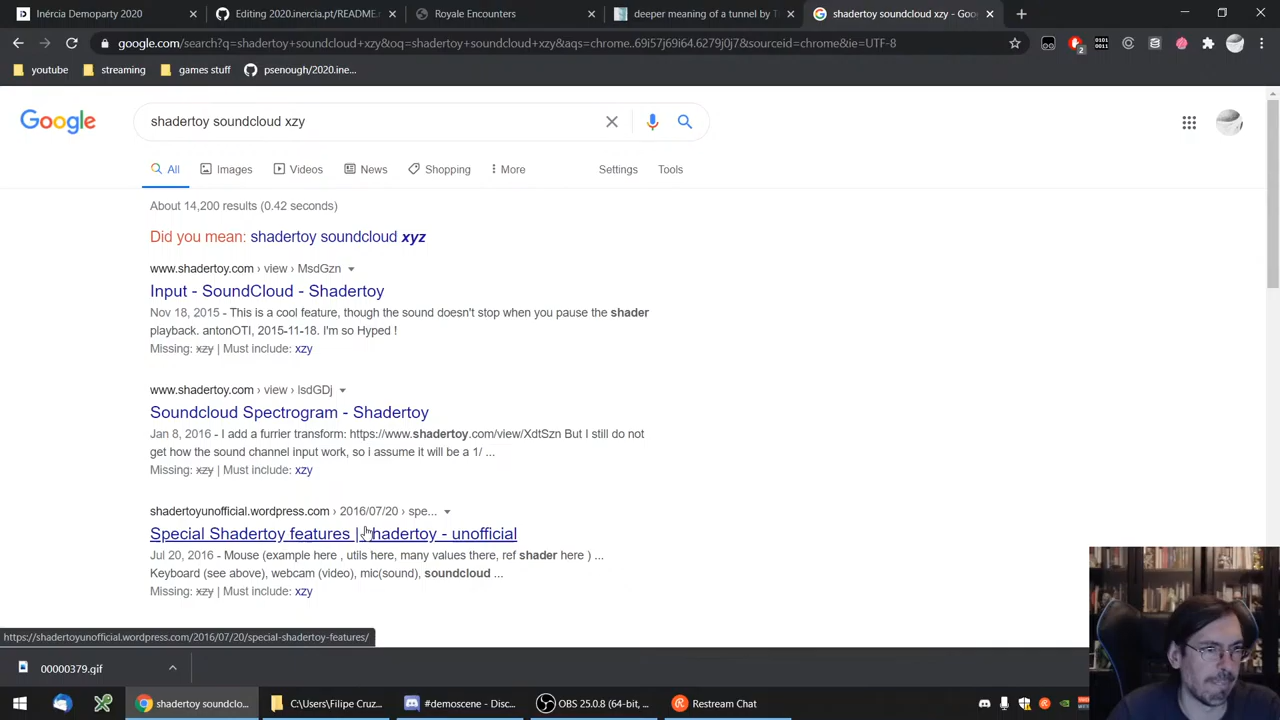 Inércia Demoparty 2020
Editing 2020.inercia.pt/README.m
Royale Encounters
deeper meaning of a tunnel by T
shadertoy soundcloud xzy - Goo
google.com/search?q=shadertoy+soundcloud+xzy&oq=shadertoy+soundcloud+xzy&aqs=chrome..69i57j69i64.6279j0j7&sourceid=chrome&ie=UTF-8
2
0101
0011
youtube
streaming
games stuff
psenough/2020.ine...
Google
shadertoy soundcloud xzy
All
Images
Videos
News
Shopping
More
Settings
Tools
About 14,200 results (0.42 seconds)
Did you mean: shadertoy soundcloud xyz
www.shadertoy.com › view › MsdGzn
Input - SoundCloud - Shadertoy
Nov 18, 2015 - This is a cool feature, though the sound doesn't stop when you pause the shader
playback. antonOTI, 2015-11-18. I'm so Hyped !
Missing: xzy | Must include: xzy
www.shadertoy.com › view › lsdGDj
Soundcloud Spectrogram - Shadertoy
Jan 8, 2016 - I add a furrier transform: https://www.shadertoy.com/view/XdtSzn But I still do not
get how the sound channel input work, so i assume it will be a 1/ ...
Missing: xzy | Must include: xzy
shadertoyunofficial.wordpress.com › 2016/07/20 › spe...
Special Shadertoy features | Shadertoy - unofficial
Jul 20, 2016 - Mouse (example here , utils here, many values there, ref shader here ) ...
Keyboard (see above), webcam (video), mic(sound), soundcloud ...
Missing: xzy | Must include: xzy
https://shadertoyunofficial.wordpress.com/2016/07/20/special-shadertoy-features/
00000379.gif
shadertoy soundclo...
C:\Users\Filipe Cruz...
#demoscene - Disc...
OBS 25.0.8 (64-bit, ...
Restream Chat